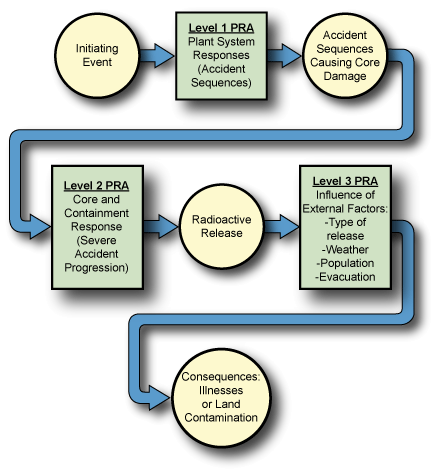 Initiating
Event
Level 1 PRA
Plant System
Responses
(Accident
Sequences)
Accident
Sequences
Causing Core
Damage
Level 2 PRA
Core and
Containment
Response
(Severe
Accident
Progression)
Radioactive
Release
Level 3 PRA
Influence of
External Factors:
-Type of
release
-Weather
-Population
-Evacuation
Consequences:
Illnesses
or Land
Contamination